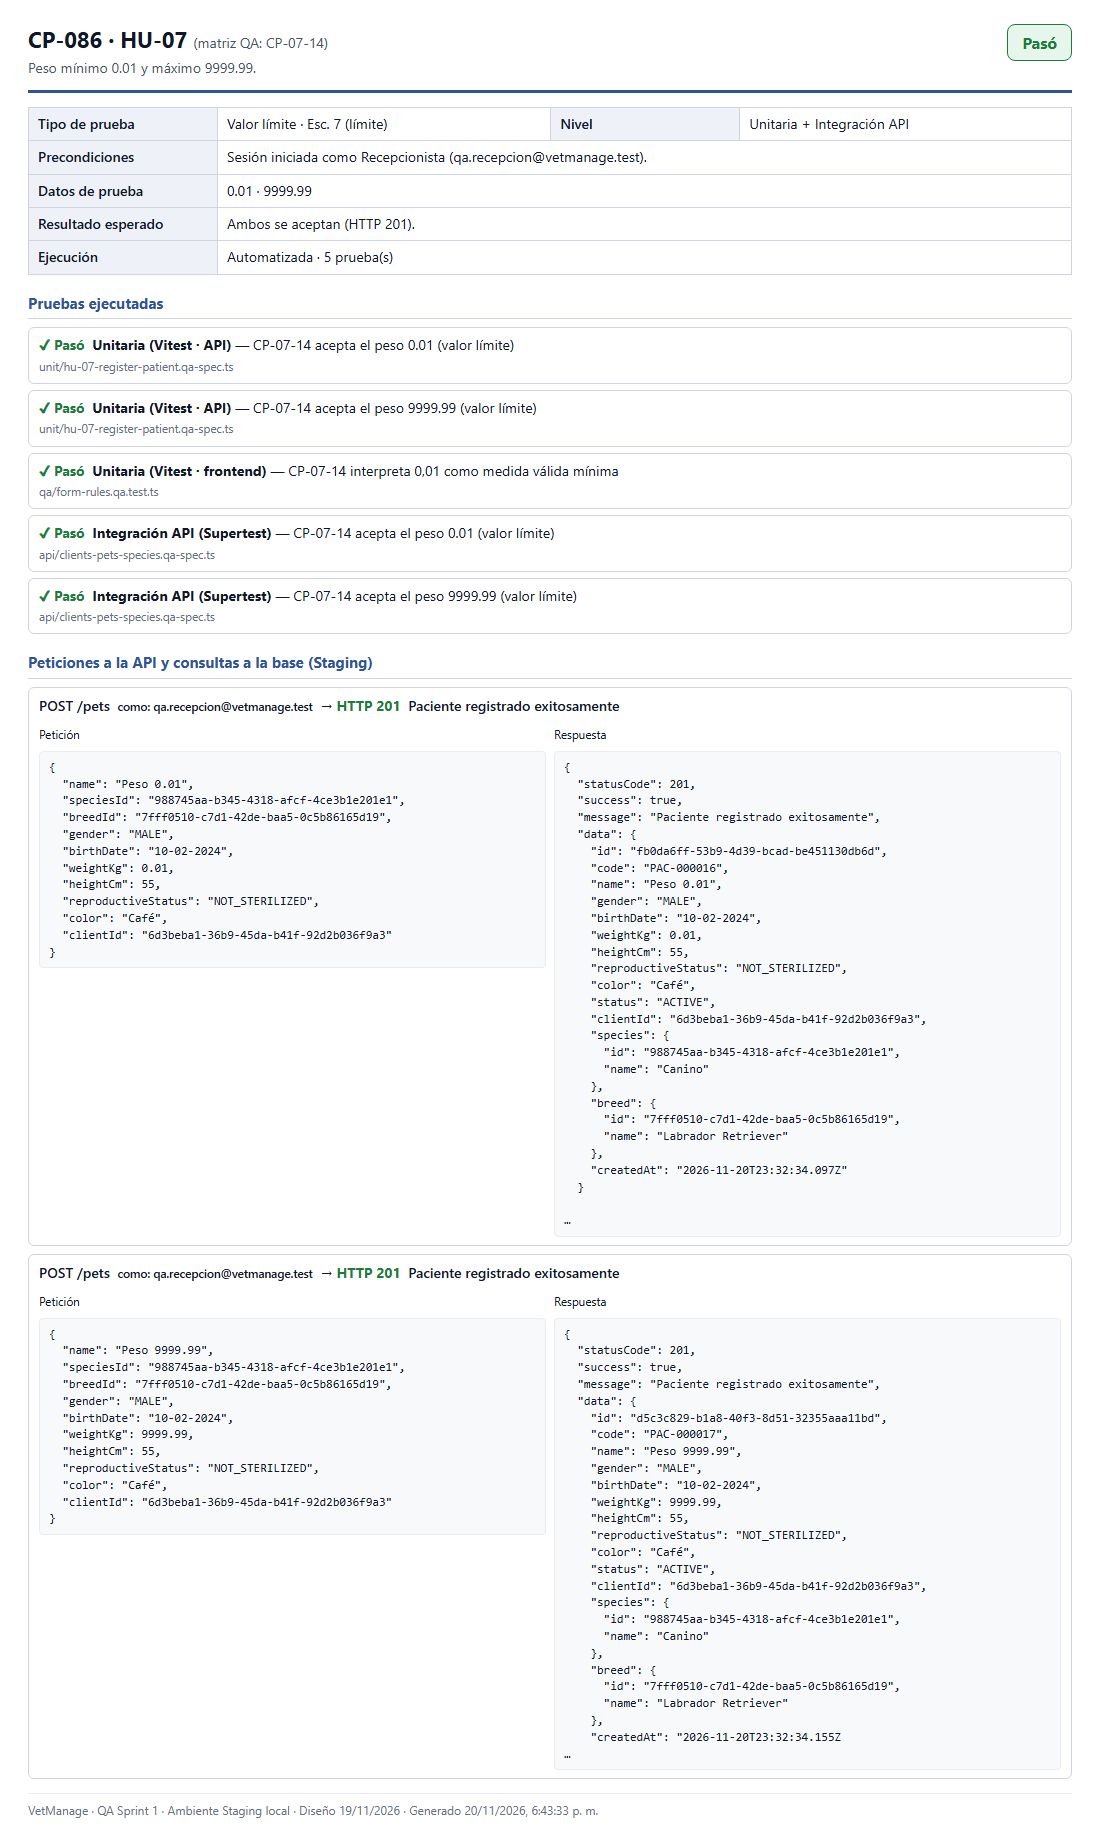 CP-086 · HU-07 (matriz QA: CP-07-14)
Pasó
Peso mínimo 0.01 y máximo 9999.99.
Tipo de prueba Valor límite · Esc. 7 (límite) Nivel Unitaria + Integración API
Precondiciones Sesión iniciada como Recepcionista (qa.recepcion@vetmanage.test).
Datos de prueba 0.01 · 9999.99
Resultado esperado Ambos se aceptan (HTTP 201).
Ejecución Automatizada · 5 prueba(s)
Pruebas ejecutadas
✓ Pasó Unitaria (Vitest · API) — CP-07-14 acepta el peso 0.01 (valor límite)
unit/hu-07-register-patient.qa-spec.ts
✓ Pasó Unitaria (Vitest · API) — CP-07-14 acepta el peso 9999.99 (valor límite)
unit/hu-07-register-patient.qa-spec.ts
✓ Pasó Unitaria (Vitest · frontend) — CP-07-14 interpreta 0,01 como medida válida mínima
qa/form-rules.qa.test.ts
✓ Pasó Integración API (Supertest) — CP-07-14 acepta el peso 0.01 (valor límite)
api/clients-pets-species.qa-spec.ts
✓ Pasó Integración API (Supertest) — CP-07-14 acepta el peso 9999.99 (valor límite)
api/clients-pets-species.qa-spec.ts
Peticiones a la API y consultas a la base (Staging)
POST /pets como: qa.recepcion@vetmanage.test → HTTP 201 Paciente registrado exitosamente
Petición
{
"name": "Peso 0.01",
"speciesId": "988745aa-b345-4318-afcf-4ce3b1e201e1",
"breedId": "7fff0510-c7d1-42de-baa5-0c5b86165d19",
"gender": "MALE",
"birthDate": "10-02-2024",
"weightKg": 0.01,
"heightCm": 55,
"reproductiveStatus": "NOT_STERILIZED",
"color": "Café",
"clientId": "6d3beba1-36b9-45da-b41f-92d2b036f9a3"
}
Respuesta
{
"statusCode": 201,
"success": true,
"message": "Paciente registrado exitosamente",
"data": {
"id": "fb0da6ff-53b9-4d39-bcad-be451130db6d",
"code": "PAC-000016",
"name": "Peso 0.01",
"gender": "MALE",
"birthDate": "10-02-2024",
"weightKg": 0.01,
"heightCm": 55,
"reproductiveStatus": "NOT_STERILIZED",
"color": "Café",
"status": "ACTIVE",
"clientId": "6d3beba1-36b9-45da-b41f-92d2b036f9a3",
"species": {
"id": "988745aa-b345-4318-afcf-4ce3b1e201e1",
"name": "Canino"
},
"breed": {
"id": "7fff0510-c7d1-42de-baa5-0c5b86165d19",
"name": "Labrador Retriever"
},
"createdAt": "2026-11-20T23:32:34.097Z"
}
…
POST /pets como: qa.recepcion@vetmanage.test → HTTP 201 Paciente registrado exitosamente
Petición
{
"name": "Peso 9999.99",
"speciesId": "988745aa-b345-4318-afcf-4ce3b1e201e1",
"breedId": "7fff0510-c7d1-42de-baa5-0c5b86165d19",
"gender": "MALE",
"birthDate": "10-02-2024",
"weightKg": 9999.99,
"heightCm": 55,
"reproductiveStatus": "NOT_STERILIZED",
"color": "Café",
"clientId": "6d3beba1-36b9-45da-b41f-92d2b036f9a3"
}
Respuesta
{
"statusCode": 201,
"success": true,
"message": "Paciente registrado exitosamente",
"data": {
"id": "d5c3c829-b1a8-40f3-8d51-32355aaa11bd",
"code": "PAC-000017",
"name": "Peso 9999.99",
"gender": "MALE",
"birthDate": "10-02-2024",
"weightKg": 9999.99,
"heightCm": 55,
"reproductiveStatus": "NOT_STERILIZED",
"color": "Café",
"status": "ACTIVE",
"clientId": "6d3beba1-36b9-45da-b41f-92d2b036f9a3",
"species": {
"id": "988745aa-b345-4318-afcf-4ce3b1e201e1",
"name": "Canino"
},
"breed": {
"id": "7fff0510-c7d1-42de-baa5-0c5b86165d19",
"name": "Labrador Retriever"
},
"createdAt": "2026-11-20T23:32:34.155Z
…
VetManage · QA Sprint 1 · Ambiente Staging local · Diseño 19/11/2026 · Generado 20/11/2026, 6:43:33 p. m.